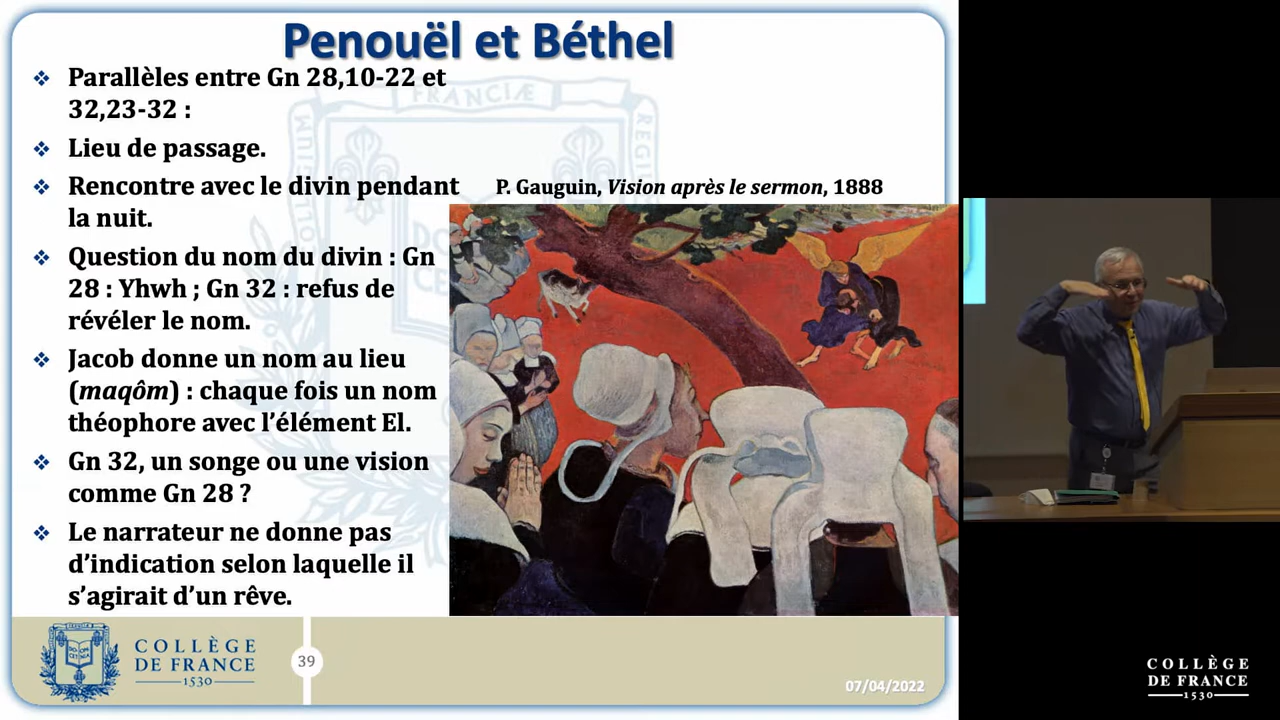 Penouël et Béthel
❖ Parallèles entre Gn 28,10-22 et
32,23-32 :
❖ Lieu de passage.
❖ Rencontre avec le divin pendant
la nuit.
❖ Question du nom du divin : Gn
28 : Yhwh ; Gn 32 : refus de
révéler le nom.
❖ Jacob donne un nom au lieu
(maqôm) : chaque fois un nom
théophore avec l’élément El.
❖ Gn 32, un songe ou une vision
comme Gn 28 ?
❖ Le narrateur ne donne pas
d’indication selon laquelle il
s’agirait d’un rêve.
P. Gauguin, Vision après le sermon, 1888
FRANCIÆ
COLLÈGE
DE FRANCE
1530
39
07/04/2022
COLLÈGE
DE FRANCE
1530